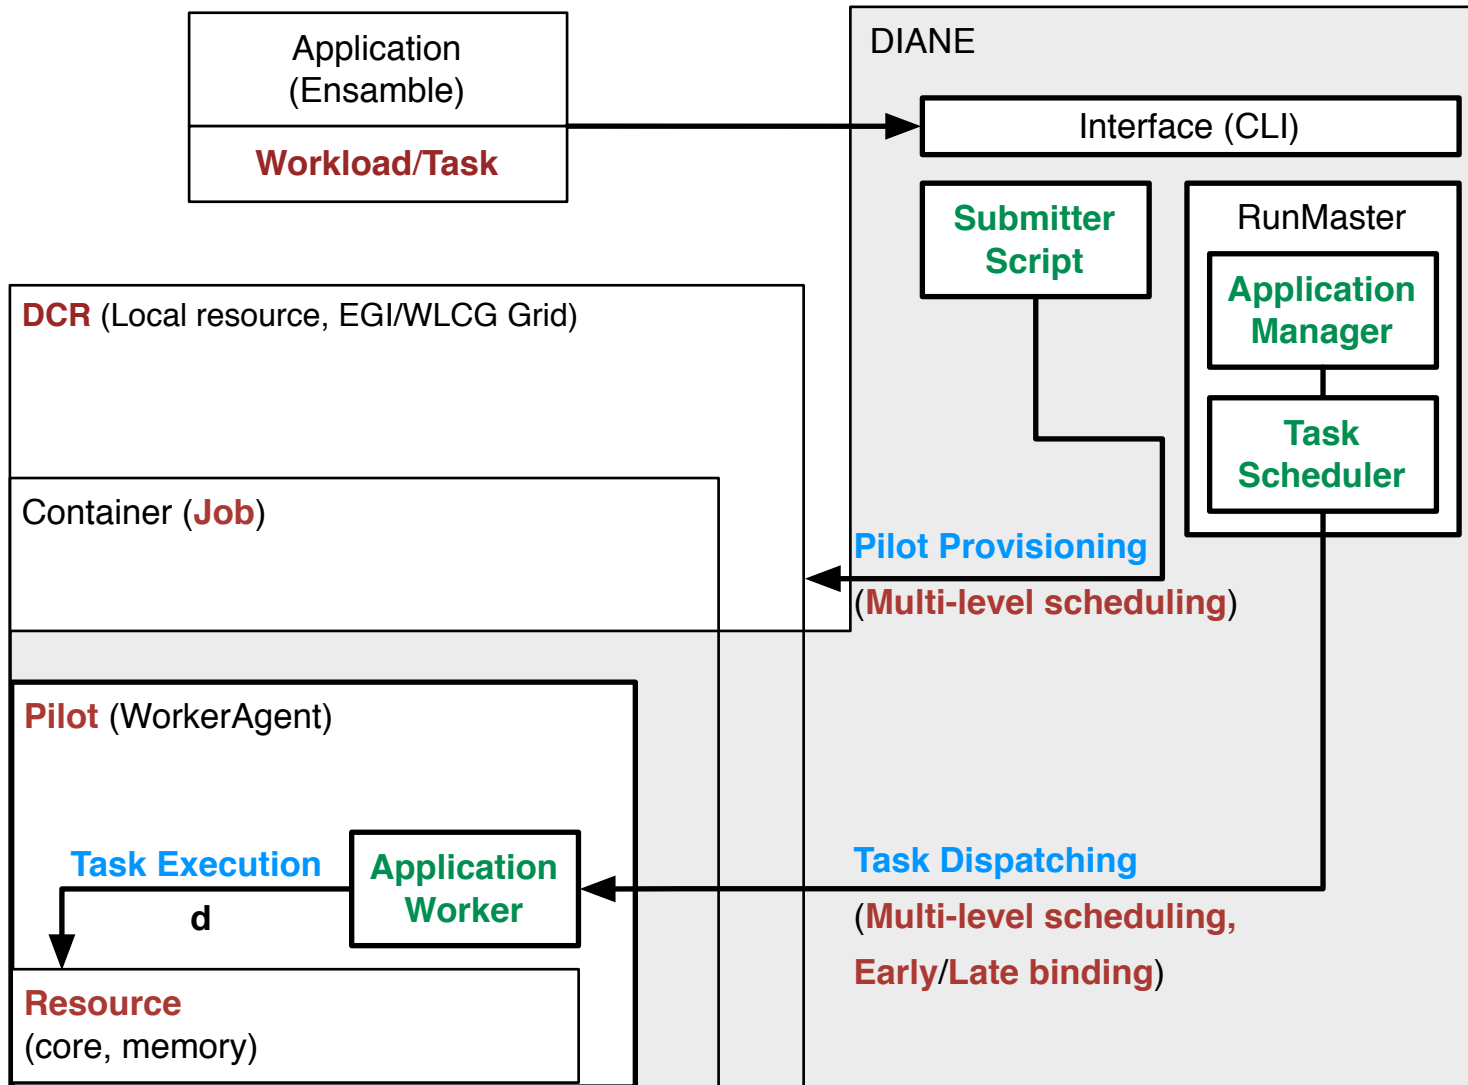 Application
(Ensamble)
Workload/Task
DIANE
Interface (CLI)
Submitter
Script
RunMaster
Application
Manager
Task
Scheduler
DCR (Local resource, EGI/WLCG Grid)
Container (Job)
Pilot Provisioning
(Multi-level scheduling)
Pilot (WorkerAgent)
Task Execution
d
Application
Worker
Task Dispatching
(Multi-level scheduling,
Early/Late binding)
Resource
(core, memory)